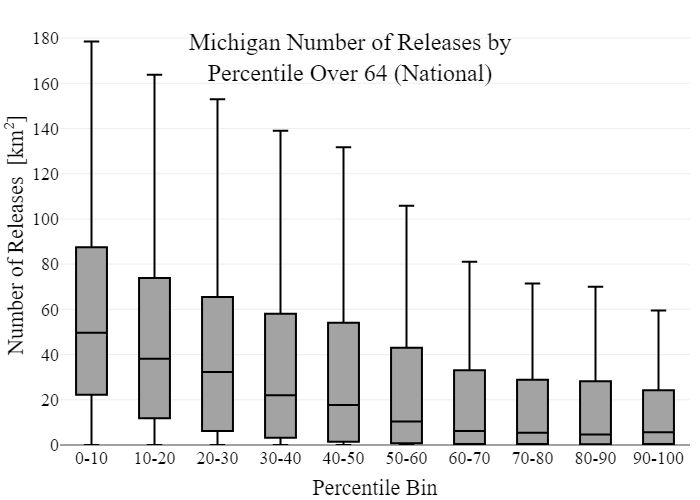 Michigan Number of Releases by
Percentile Over 64 (National)
Number of Releases [km²]
180
160
140
120
100
80
60
40
20
0
0-10 10-20 20-30 30-40 40-50 50-60 60-70 70-80 80-90 90-100
Percentile Bin